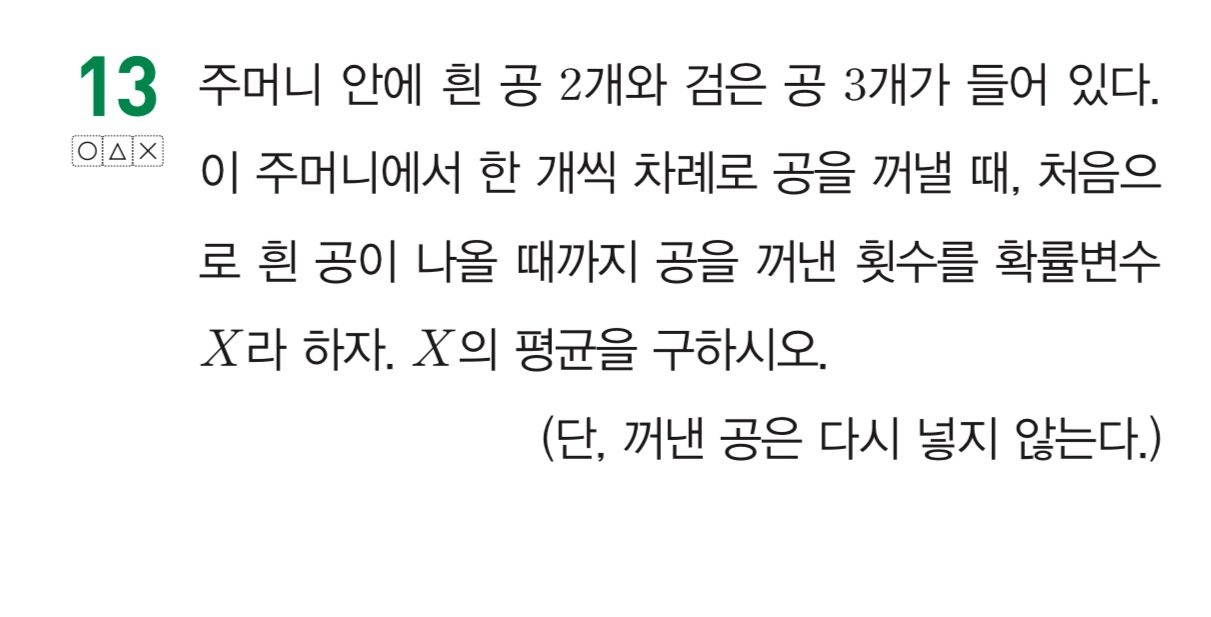 13 주머니 안에 흰 공 2개와 검은 공 3개가 들어 있다.
○△× 이 주머니에서 한 개씩 차례로 공을 꺼낼 때, 처음으
로 흰 공이 나올 때까지 공을 꺼낸 횟수를 확률변수
X라 하자. X의 평균을 구하시오.
(단, 꺼낸 공은 다시 넣지 않는다.)